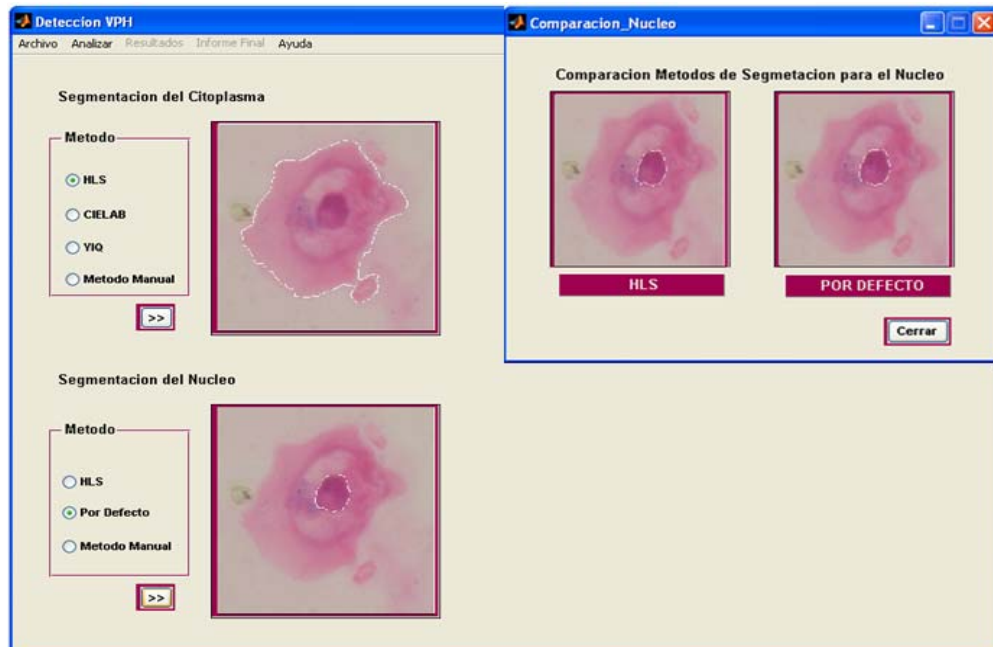 Deteccion VPH
Archivo Analizar Resultados Informe Final Ayuda
Segmentacion del Citoplasma
Metodo
HLS
CIELAB
YIQ
Metodo Manual
>>
Segmentacion del Nucleo
Metodo
HLS
Por Defecto
Metodo Manual
>>
Comparacion_Nucleo
Comparacion Metodos de Segmetacion para el Nucleo
HLS POR DEFECTO
Cerrar